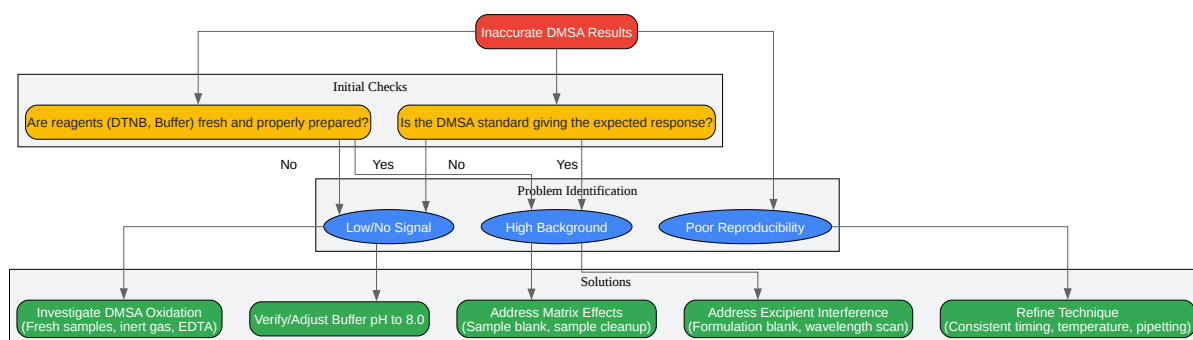 Inaccurate DMSA Results
Initial Checks
Are reagents (DTNB, Buffer) fresh and properly prepared?
Is the DMSA standard giving the expected response?
No
Yes
No
Yes
Problem Identification
Low/No Signal
High Background
Poor Reproducibility
Solutions
Investigate DMSA Oxidation
(Fresh samples, inert gas, EDTA)
Verify/Adjust Buffer pH to 8.0
Address Matrix Effects
(Sample blank, sample cleanup)
Address Excipient Interference
(Formulation blank, wavelength scan)
Refine Technique
(Consistent timing, temperature, pipetting)